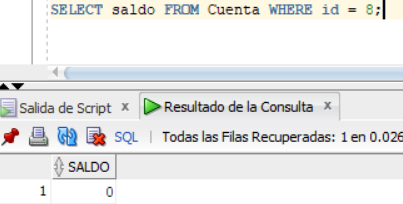 SELECT saldo FROM Cuenta WHERE id = 8;
Salida de Script x Resultado de la Consulta x
SQL | Todas las Filas Recuperadas: 1 en 0.026
SALDO
1 0